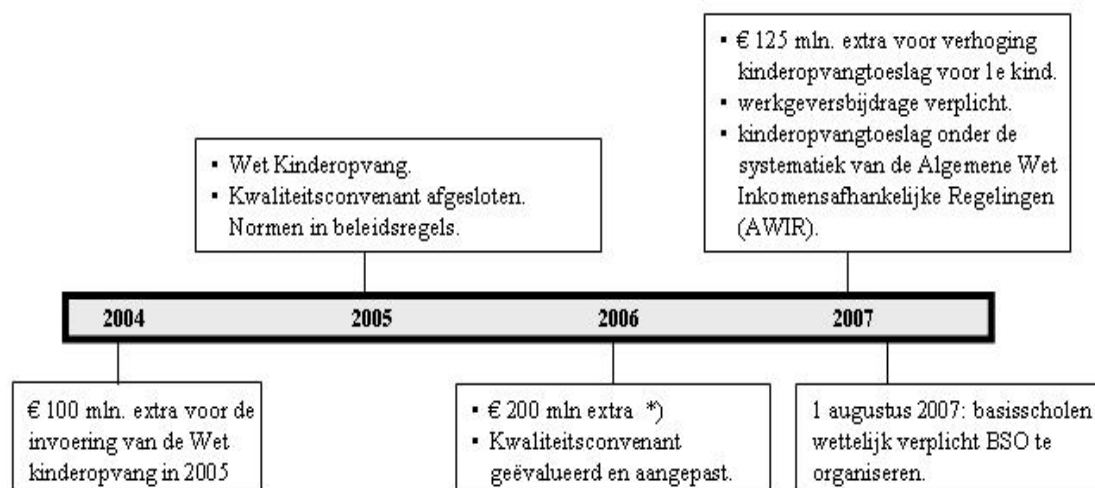 ▪ € 125 mln. extra voor verhoging
kinderopvangtoeslag voor 1e kind.
▪ werkgeversbijdrage verplicht.
▪ kinderopvangtoeslag onder de
systematiek van de Algemene Wet
Inkomensafhankelijke Regelingen
(AWIR).
▪ Wet Kinderopvang.
▪ Kwaliteitsconvenant afgesloten.
Normen in beleidsregels.
2004 2005 2006 2007
€ 100 mln. extra voor de
invoering van de Wet
kinderopvang in 2005
▪ € 200 mln extra *)
▪ Kwaliteitsconvenant
geëvalueerd en aangepast.
1 augustus 2007: basisscholen
wettelijk verplicht BSO te
organiseren.